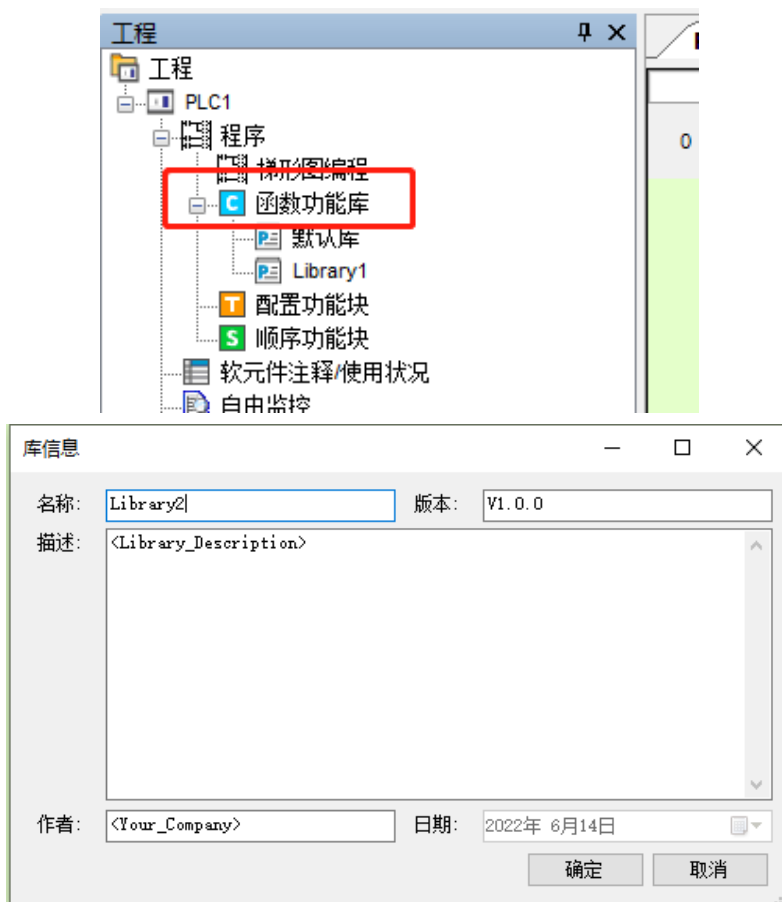 工程
工程
PLC1
程序
0
梯形图编程
C 函数功能库
默认库
Library1
T 配置功能块
S 顺序功能块
软元件注释/使用状况
自由监控
库信息
名称: Library2 版本: V1.0.0
描述: <Library_Description>
作者: <Your_Company> 日期: 2022年 6月14日
确定 取消